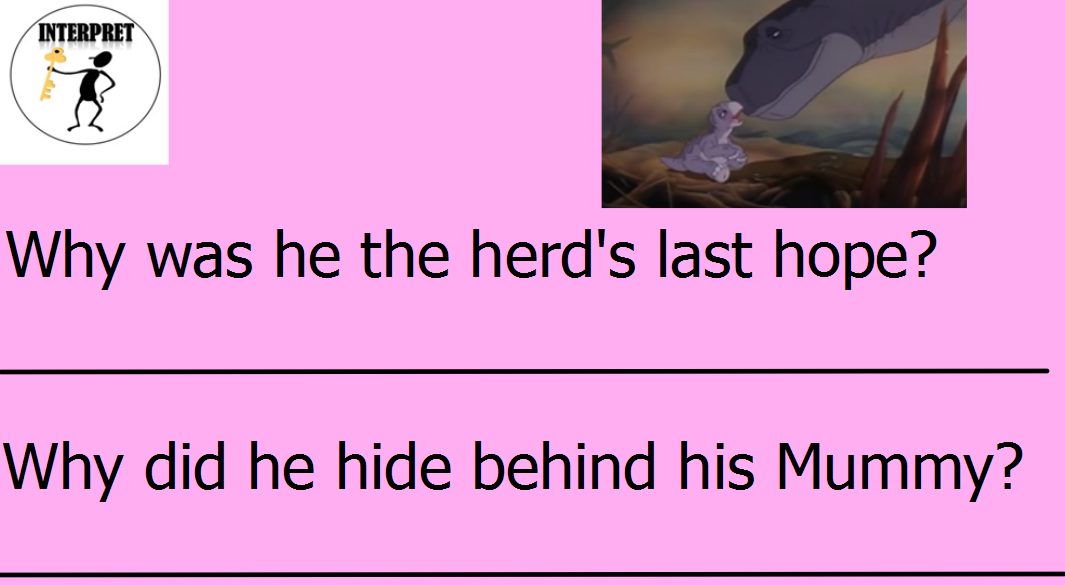 INTERPRET
Why was he the herd's last hope?
Why did he hide behind his Mummy?